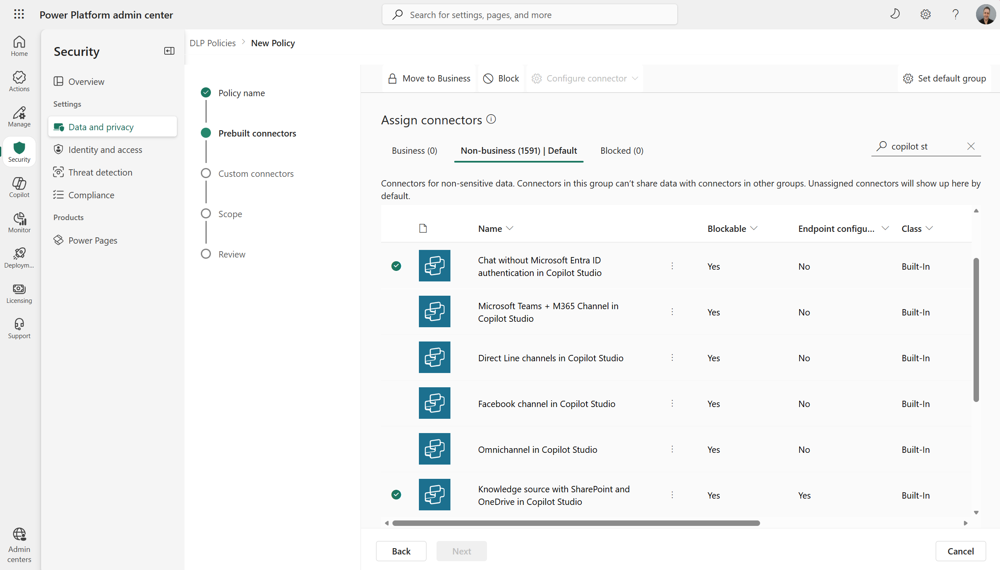 Power Platform admin center
Search for settings, pages, and more
Home
Actions
Manage
Security
Copilot
Monitor
Deploym...
Licensing
Support
Admin
centers
Security
Overview
Settings
Data and privacy
Identity and access
Threat detection
Compliance
Products
Power Pages
DLP Policies > New Policy
Policy name
Prebuilt connectors
Custom connectors
Scope
Review
Move to Business
Block
Configure connector
Set default group
Assign connectors
Business (0)
Non-business (1591) | Default
Blocked (0)
copilot st
Connectors for non-sensitive data. Connectors in this group can’t share data with connectors in other groups. Unassigned connectors will show up here by
default.
Name Blockable Endpoint configu... Class
Chat without Microsoft Entra ID
authentication in Copilot Studio
Yes No Built-In
Microsoft Teams + M365 Channel in
Copilot Studio
Yes No Built-In
Direct Line channels in Copilot Studio Yes No Built-In
Facebook channel in Copilot Studio Yes No Built-In
Omnichannel in Copilot Studio Yes No Built-In
Knowledge source with SharePoint and
OneDrive in Copilot Studio
Yes Yes Built-In
Back
Next
Cancel